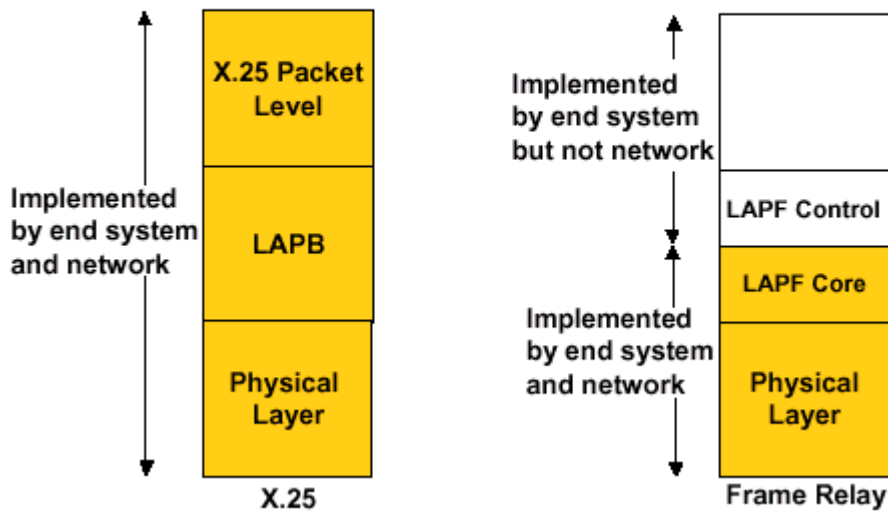 X.25 Packet
Level
Implemented
by end system
and network
LAPB
Physical
Layer
X.25
Implemented
by end system
but not network
LAPF Control
LAPF Core
Implemented
by end system
and network
Physical
Layer
Frame Relay